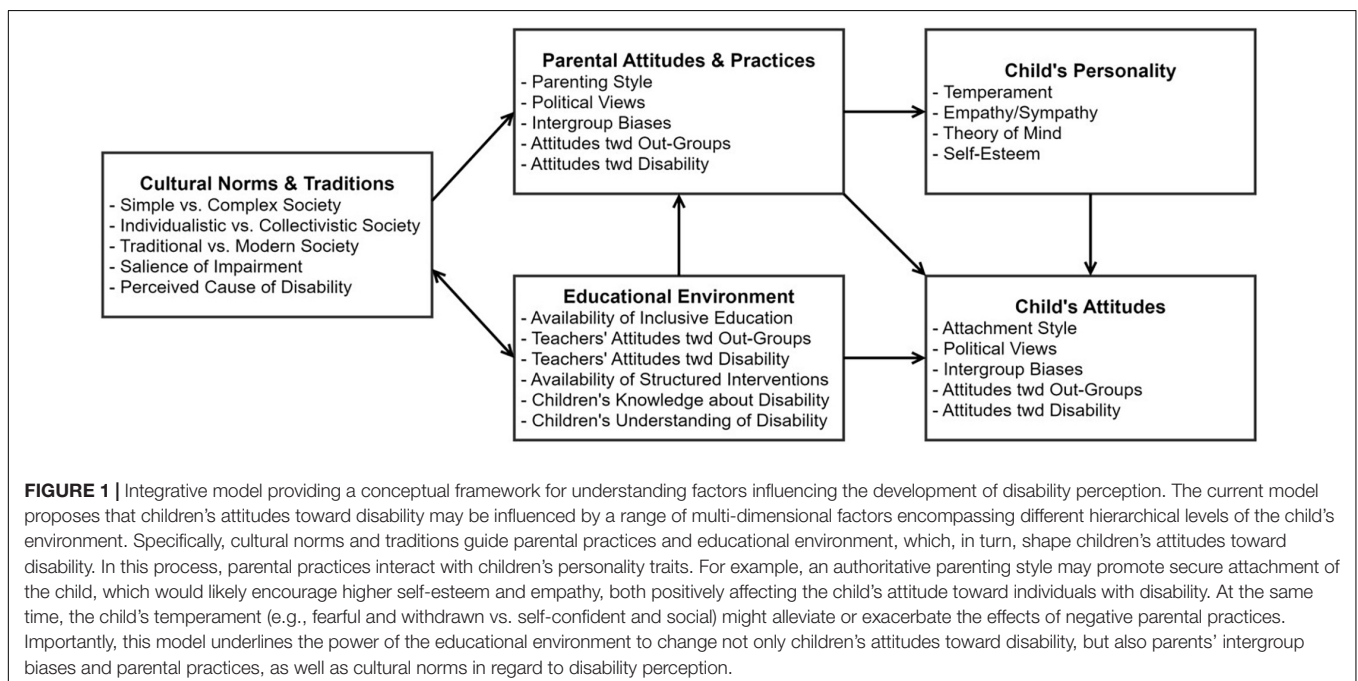 Cultural Norms & Traditions
- Simple vs. Complex Society
- Individualistic vs. Collectivistic Society
- Traditional vs. Modern Society
- Salience of Impairment
- Perceived Cause of Disability
Parental Attitudes & Practices
- Parenting Style
- Political Views
- Intergroup Biases
- Attitudes twd Out-Groups
- Attitudes twd Disability
Educational Environment
- Availability of Inclusive Education
- Teachers' Attitudes twd Out-Groups
- Teachers' Attitudes twd Disability
- Availability of Structured Interventions
- Children's Knowledge about Disability
- Children's Understanding of Disability
Child's Personality
- Temperament
- Empathy/Sympathy
- Theory of Mind
- Self-Esteem
Child's Attitudes
- Attachment Style
- Political Views
- Intergroup Biases
- Attitudes twd Out-Groups
- Attitudes twd Disability
FIGURE 1 | Integrative model providing a conceptual framework for understanding factors influencing the development of disability perception. The current model
proposes that children's attitudes toward disability may be influenced by a range of multi-dimensional factors encompassing different hierarchical levels of the child's
environment. Specifically, cultural norms and traditions guide parental practices and educational environment, which, in turn, shape children's attitudes toward
disability. In this process, parental practices interact with children's personality traits. For example, an authoritative parenting style may promote secure attachment of
the child, which would likely encourage higher self-esteem and empathy, both positively affecting the child's attitude toward individuals with disability. At the same
time, the child's temperament (e.g., fearful and withdrawn vs. self-confident and social) might alleviate or exacerbate the effects of negative parental practices.
Importantly, this model underlines the power of the educational environment to change not only children's attitudes toward disability, but also parents' intergroup
biases and parental practices, as well as cultural norms in regard to disability perception.